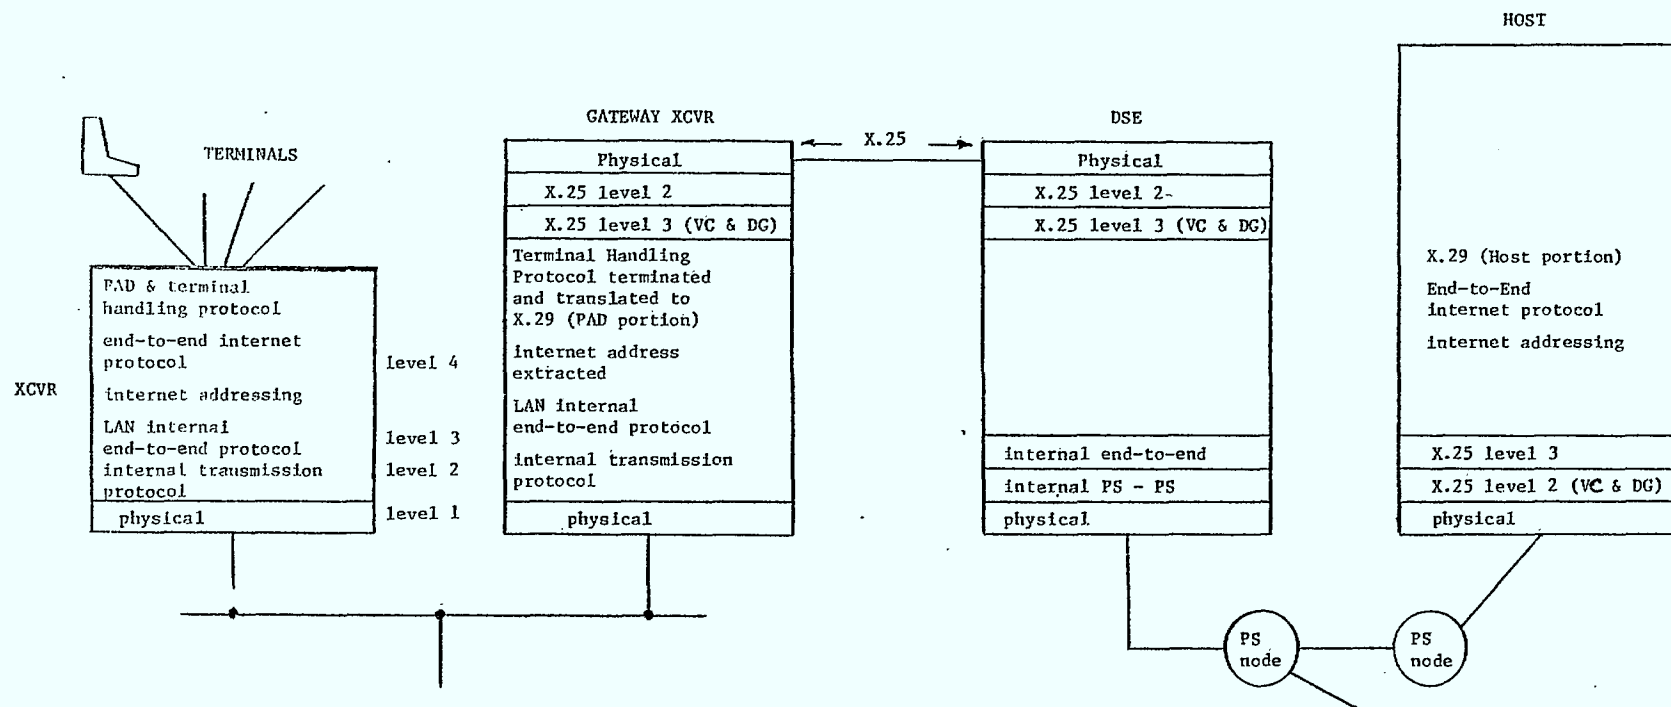 HOST
GATEWAY XCVR
DSE
X.25
TERMINALS
XCVR
PAD & terminal
handling protocol
end-to-end internet
protocol
internet addressing
LAN internal
end-to-end protocol
internal transmission
protocol
physical
level 4
level 3
level 2
level 1
Physical
X.25 level 2
X.25 level 3 (VC & DG)
Terminal Handling
Protocol terminated
and translated to
X.29 (PAD portion)
internet address
extracted
LAN internal
end-to-end protocol
internal transmission
protocol
physical
Physical
X.25 level 2-
X.25 level 3 (VC & DG)
internal end-to-end
internal PS - PS
physical
X.29 (Host portion)
End-to-End
internet protocol
internet addressing
X.25 level 3
X.25 level 2 (VC & DG)
physical
PS
node
PS
node